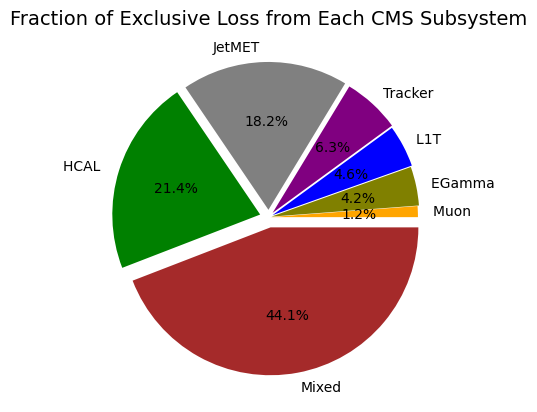 Fraction of Exclusive Loss from Each CMS Subsystem
JetMET
Tracker
18.2%
6.3%
L1T
HCAL
4.6%
21.4%
EGamma
4.2%
Muon
1.2%
44.1%
Mixed